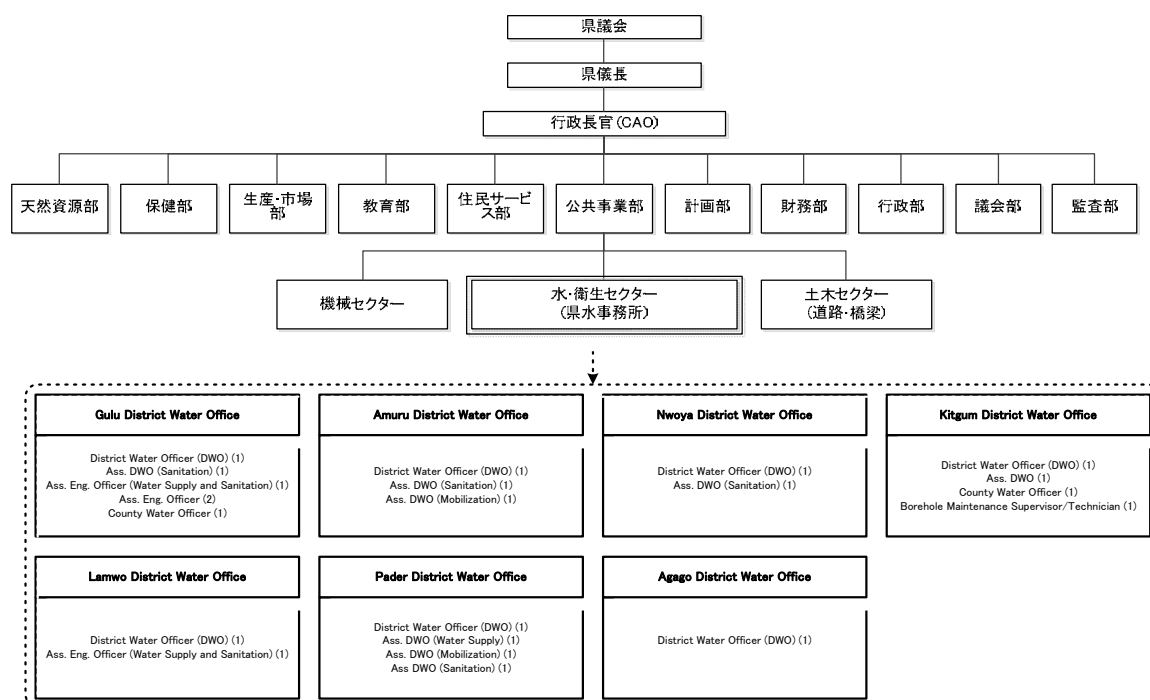 県議会
県儀長
行政長官(CAO)
天然資源部
保健部
生産・市場
部
教育部
住民サービ
ス部
公共事業部
計画部
財務部
行政部
議会部
監査部
機械セクター
水・衛生セクター
(県水事務所)
土木セクター
(道路・橋梁)
Gulu District Water Office
District Water Officer (DWO) (1)
Ass. DWO (Sanitation) (1)
Ass. Eng. Officer (Water Supply and Sanitation) (1)
Ass. Eng. Officer (2)
County Water Officer (1)
Amuru District Water Office
District Water Officer (DWO) (1)
Ass. DWO (Sanitation) (1)
Ass. DWO (Mobilization) (1)
Nwoya District Water Office
District Water Officer (DWO) (1)
Ass. DWO (Sanitation) (1)
Kitgum District Water Office
District Water Officer (DWO) (1)
Ass. DWO (1)
County Water Officer (1)
Borehole Maintenance Supervisor/Technician (1)
Lamwo District Water Office
District Water Officer (DWO) (1)
Ass. Eng. Officer (Water Supply and Sanitation) (1)
Pader District Water Office
District Water Officer (DWO) (1)
Ass. DWO (Water Supply) (1)
Ass. DWO (Mobilization) (1)
Ass DWO (Sanitation) (1)
Agago District Water Office
District Water Officer (DWO) (1)